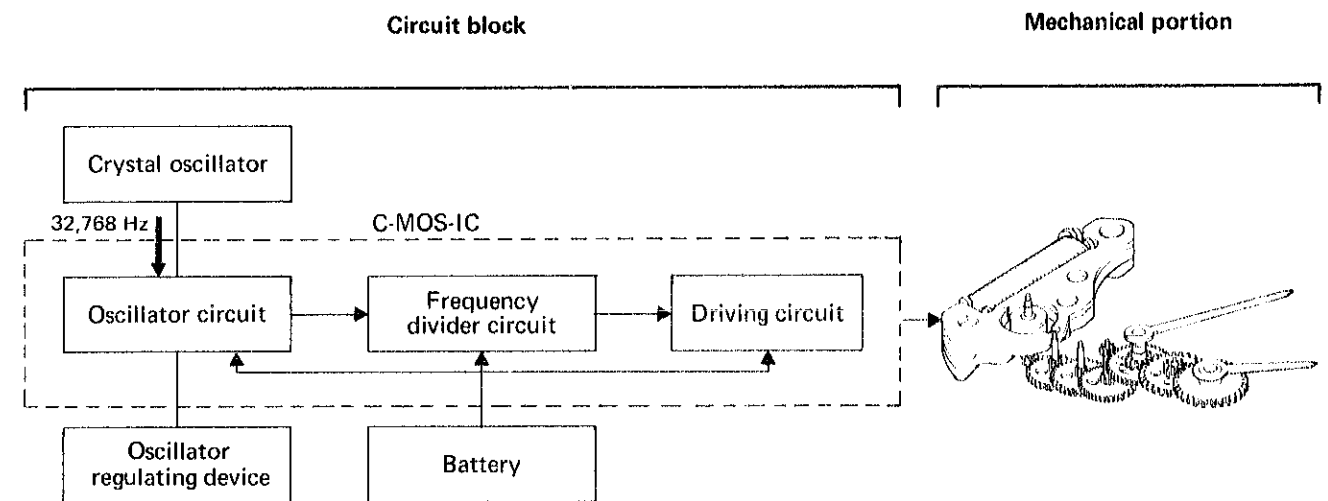 Circuit block
Mechanical portion
Crystal oscillator
32,768 Hz
C-MOS-IC
Oscillator circuit
Frequency
divider circuit
Driving circuit
Oscillator
regulating device
Battery